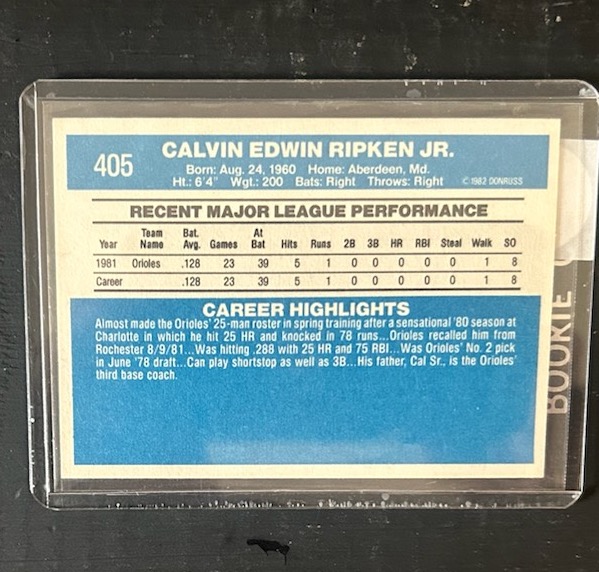 405
CALVIN EDWIN RIPKEN JR.
Born: Aug. 24, 1960 Home: Aberdeen, Md.
Ht.: 6'4" Wgt.: 200 Bats: Right Throws: Right © 1982 DONRUSS
RECENT MAJOR LEAGUE PERFORMANCE
Year Team Name Bat. Avg. Games At Bat Hits Runs 2B 3B HR RBI Steal Walk SO
1981 Orioles .128 23 39 5 1 0 0 0 0 0 1 8
Career .128 23 39 5 1 0 0 0 0 0 1 8
CAREER HIGHLIGHTS
Almost made the Orioles' 25-man roster in spring training after a sensational '80 season at
Charlotte in which he hit 25 HR and knocked in 78 runs...Orioles recalled him from
Rochester 8/9/81...Was hitting .288 with 25 HR and 75 RBI...Was Orioles' No. 2 pick
in June '78 draft...Can play shortstop as well as 3B...His father, Cal Sr., is the Orioles'
third base coach.
ROOKIE